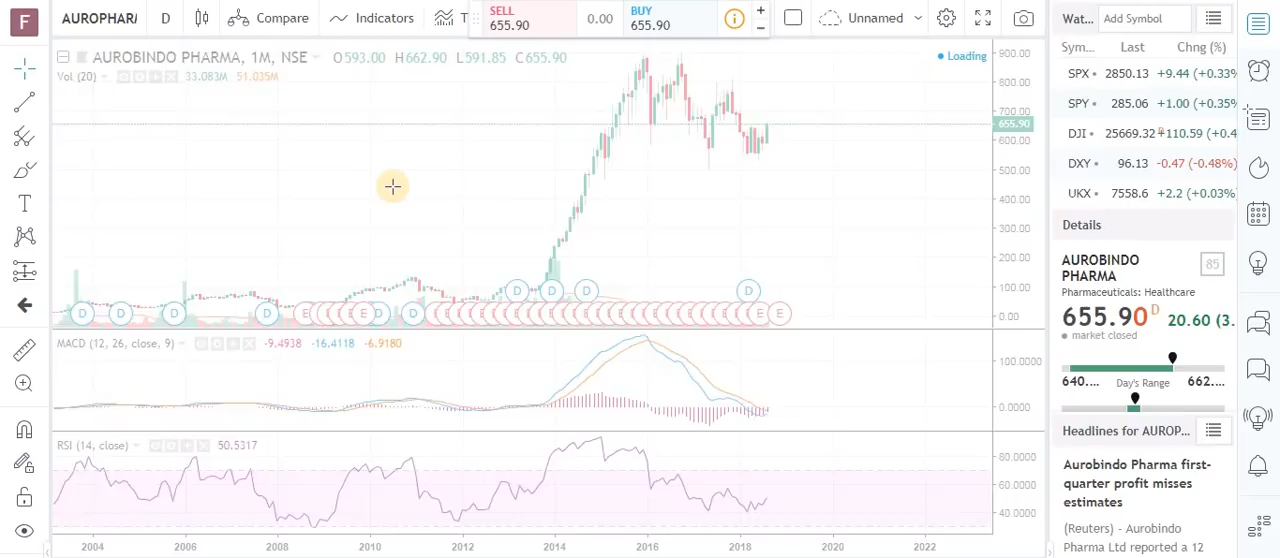 F
AUROPHAR
D
Compare
Indicators
T
SELL
655.90
0.00
BUY
655.90
Unnamed
AUROBINDO PHARMA, 1M, NSE
O593.00 H662.90 L591.85 C655.90
Loading
Vol (20) 33.083M 51.035M
900.00
800.00
700.00
655.90
600.00
500.00
400.00
300.00
200.00
100.00
0.00
D D D D
D D D D E E E E E D D E E E E E E E E E E E E E E E E E E E E E E E
MACD (12, 26, close, 9) -9.4938 -16.4118 -6.9180
100.0000
0.0000
RSI (14, close) 50.5317
80.0000
60.0000
40.0000
2004 2006 2008 2010 2012 2014 2016 2018 2020 2022
Wat... Add Symbol
Sym... Last Chng (%)
SPX 2850.13 +9.44 (+0.33%
SPY 285.06 +1.00 (+0.35%
DJI 25669.32 D +110.59 (+0.4
DXY 96.13 -0.47 (-0.48%)
UKX 7558.6 +2.2 (+0.03%
Details
AUROBINDO
PHARMA
85
Pharmaceuticals: Healthcare
655.90 D 20.60 (3.
market closed
640.... Day's Range 662....
Headlines for AUROP...
Aurobindo Pharma first-
quarter profit misses
estimates
(Reuters) - Aurobindo
Pharma Ltd reported a 12